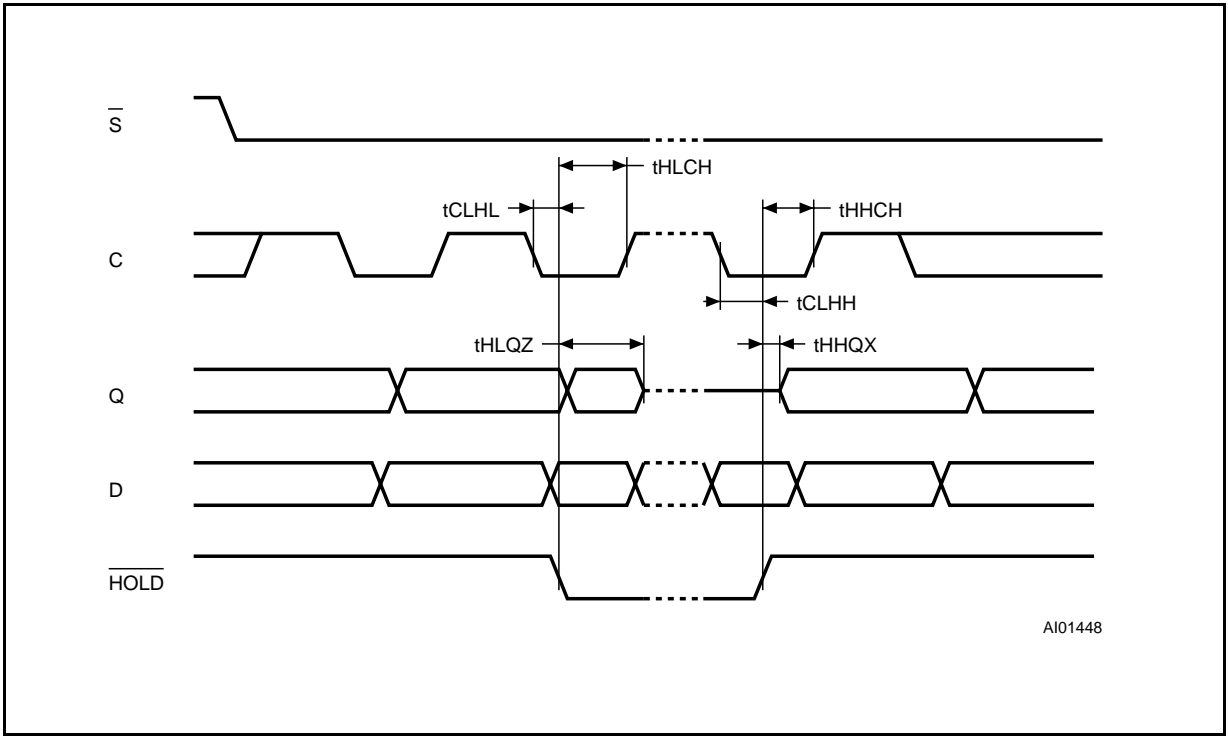 S
tHLCH
tCLHL
tHHCH
C
tCLHH
tHLQZ
tHHQX
Q
D
HOLD
AI01448